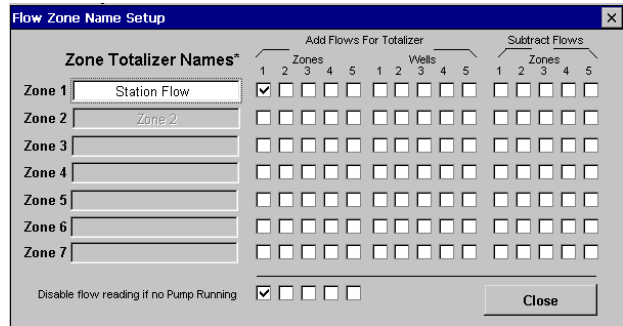 Flow Zone Name Setup
Add Flows For Totalizer Subtract Flows
Zone Totalizer Names* Zones Wells Zones
1 2 3 4 5 1 2 3 4 5 1 2 3 4 5
Zone 1 Station Flow
Zone 2 Zone 2
Zone 3
Zone 4
Zone 5
Zone 6
Zone 7
Disable flow reading if no Pump Running
Close